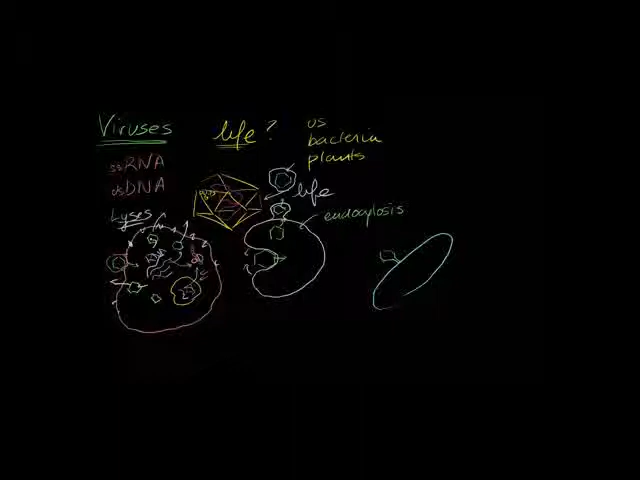 Viruses
life?
us
bacteria
plants
ssRNA
dsDNA
life
Lyses
endocytosis